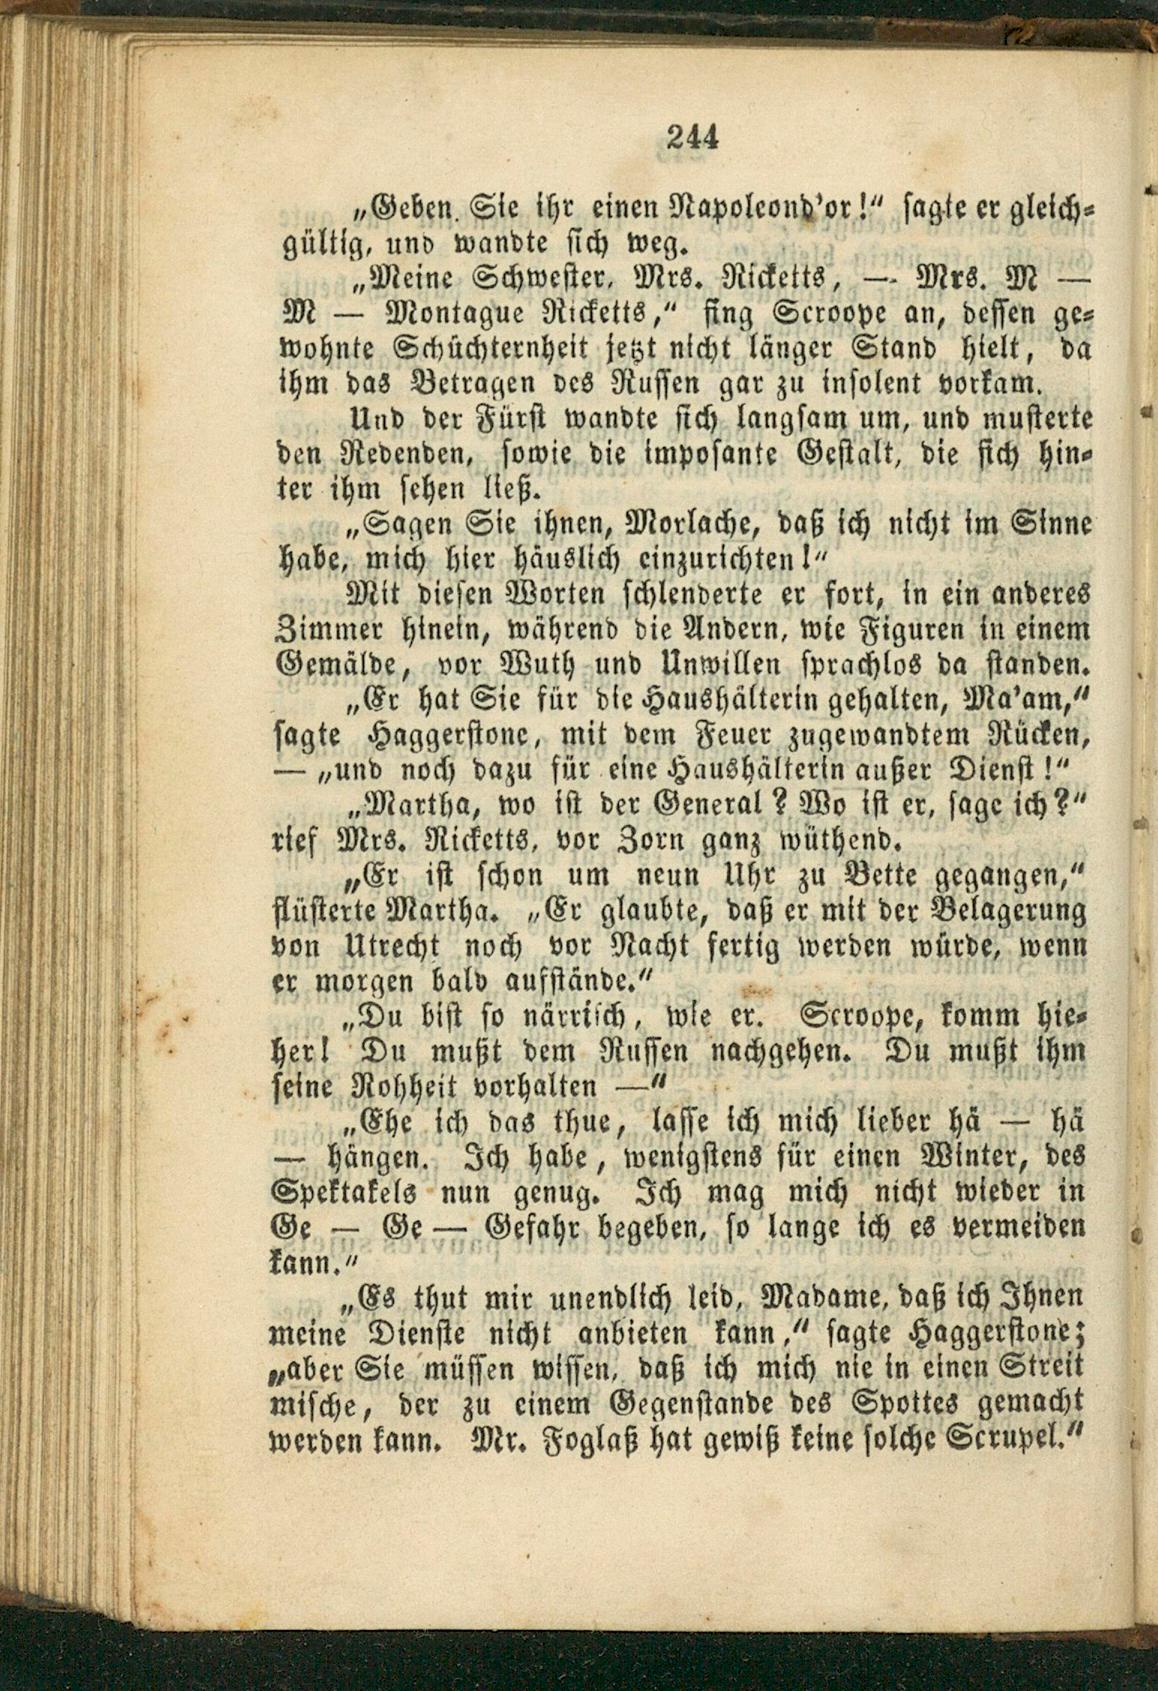 244
„Geben Sie ihr einen Napoleond'or!“ sagte er gleich-
gültig, und wandte sich weg.
„Meine Schwester, Mrs. Ricketts, — Mrs. M —
M — Montague Ricketts,“ fing Scroope an, dessen ge-
wohnte Schüchternheit jetzt nicht länger Stand hielt, da
ihm das Betragen des Russen gar zu insolent vorkam.
Und der Fürst wandte sich langsam um, und musterte
den Redenden, sowie die imposante Gestalt, die sich hin-
ter ihm sehen ließ.
„Sagen Sie ihnen, Morlache, daß ich nicht im Sinne
habe, mich hier häuslich einzurichten!“
Mit diesen Worten schlenderte er fort, in ein anderes
Zimmer hinein, während die Andern, wie Figuren in einem
Gemälde, vor Wuth und Unwillen sprachlos da standen.
„Er hat Sie für die Haushälterin gehalten, Ma'am,“
sagte Haggerstone, mit dem Feuer zugewandtem Rücken,
— „und noch dazu für eine Haushälterin außer Dienst!“
„Martha, wo ist der General? Wo ist er, sage ich?“
rief Mrs. Ricketts, vor Zorn ganz wüthend.
„Er ist schon um neun Uhr zu Bette gegangen,“
flüsterte Martha. „Er glaubte, daß er mit der Belagerung
von Utrecht noch vor Nacht fertig werden würde, wenn
er morgen bald aufstände.“
„Du bist so närrisch, wie er. Scroope, komm hie-
her! Du mußt dem Russen nachgehen. Du mußt ihm
seine Rohheit vorhalten —“
„Ehe ich das thue, lasse ich mich lieber hä — hä
— hängen. Ich habe, wenigstens für einen Winter, des
Spektakels nun genug. Ich mag mich nicht wieder in
Ge — Ge — Gefahr begeben, so lange ich es vermeiden
kann.“
„Es thut mir unendlich leid, Madame, daß ich Ihnen
meine Dienste nicht anbieten kann,“ sagte Haggerstone;
„aber Sie müssen wissen, daß ich mich nie in einen Streit
mische, der zu einem Gegenstande des Spottes gemacht
werden kann. Mr. Foglaß hat gewiß keine solche Scrupel.“